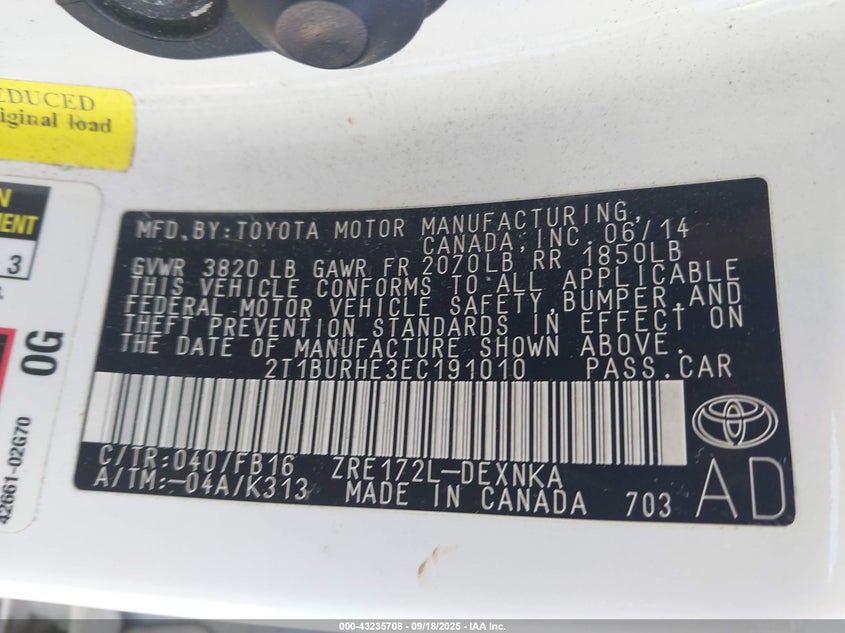 EDUCED
iginal load
N
MENT
3
0G
42661-02G70
MFD.BY:TOYOTA MOTOR MANUFACTURING,
CANADA,INC.06/14
GVWR 3820LB GAWR FR 2070LB RR 1850LB
THIS VEHICLE CONFORMS TO ALL APPLICABLE
FEDERAL MOTOR VEHICLE SAFETY,BUMPER,AND
THEFT PREVENTION STANDARDS IN EFFECT ON
THE DATE OF MANUFACTURE SHOWN ABOVE.
2T1BURHE3EC191010 PASS.CAR
C/TR:040/FB16 ZRE172L-DEXNKA
A/TM:-04A/K313 MADE IN CANADA 703
AD
000-43235708 - 09/18/2025 - IAA Inc.